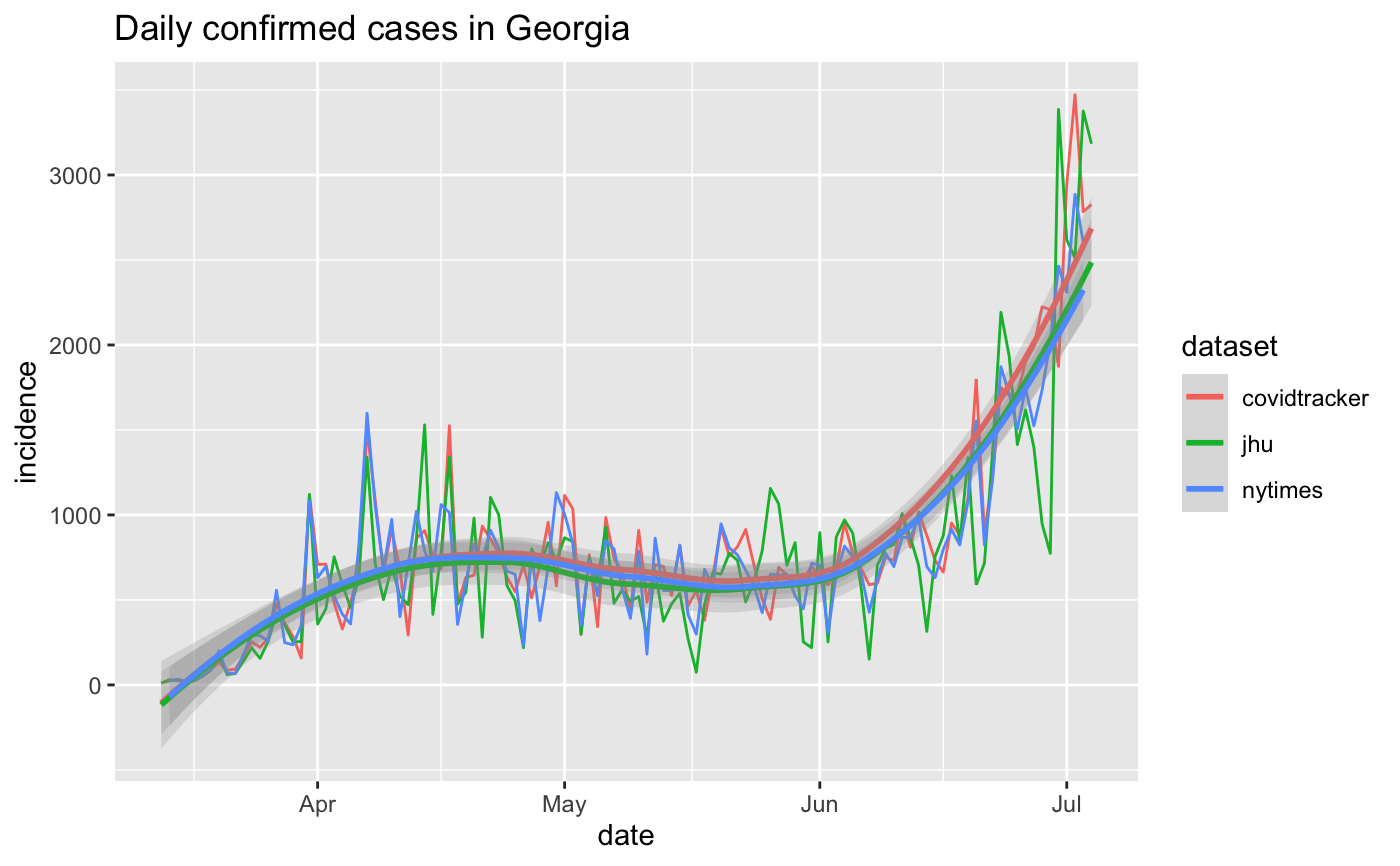 Daily confirmed cases in Georgia
3000
2000
1000
0
incidence
Apr
May
Jun
Jul
date
dataset
covidtracker
jhu
nytimes